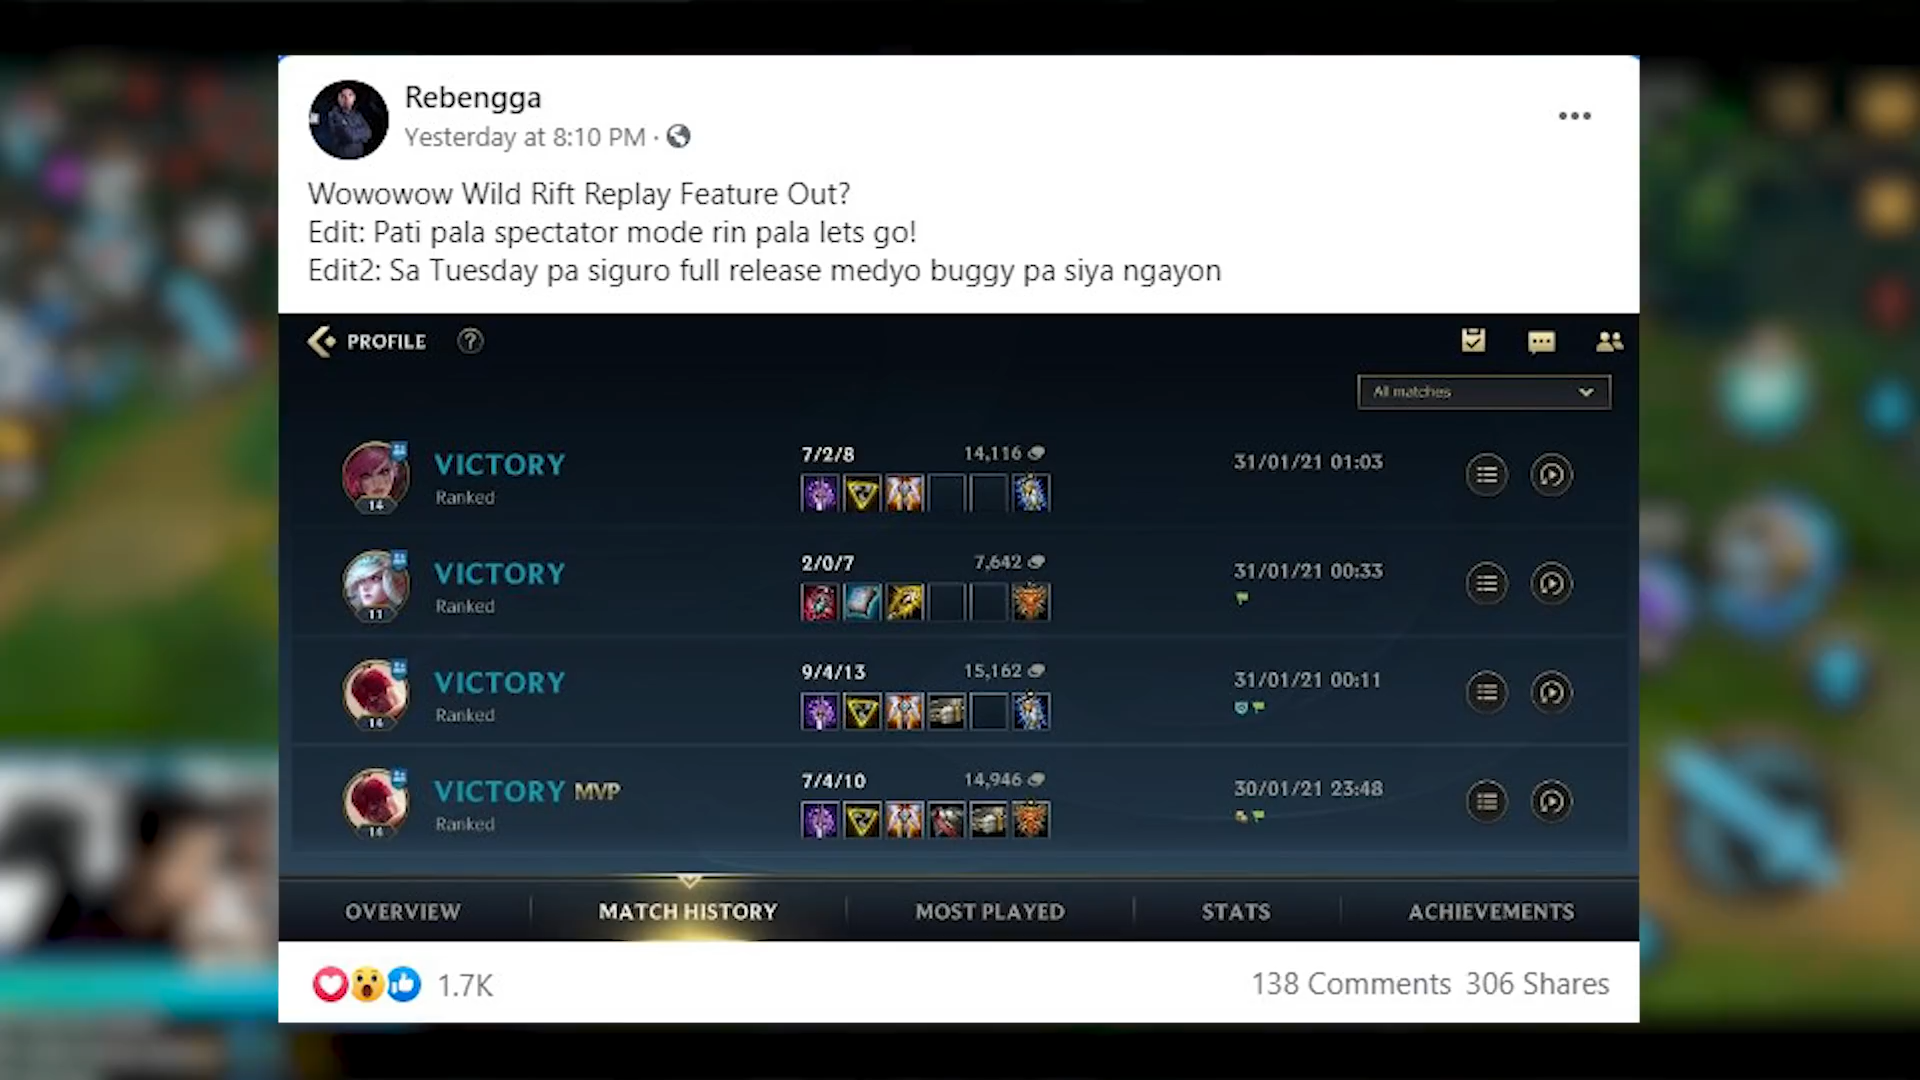 Rebengga
Yesterday at 8:10 PM ·
Wowowow Wild Rift Replay Feature Out?
Edit: Pati pala spectator mode rin pala lets go!
Edit2: Sa Tuesday pa siguro full release medyo buggy pa siya ngayon
PROFILE ?
All matches
VICTORY 7/2/8 14,116 31/01/21 01:03
Ranked
14
VICTORY 2/0/7 7,642 31/01/21 00:33
Ranked
11
VICTORY 9/4/13 15,162 31/01/21 00:11
Ranked
14
VICTORY MVP 7/4/10 14,946 30/01/21 23:48
Ranked
14
OVERVIEW MATCH HISTORY MOST PLAYED STATS ACHIEVEMENTS
1.7K 138 Comments 306 Shares